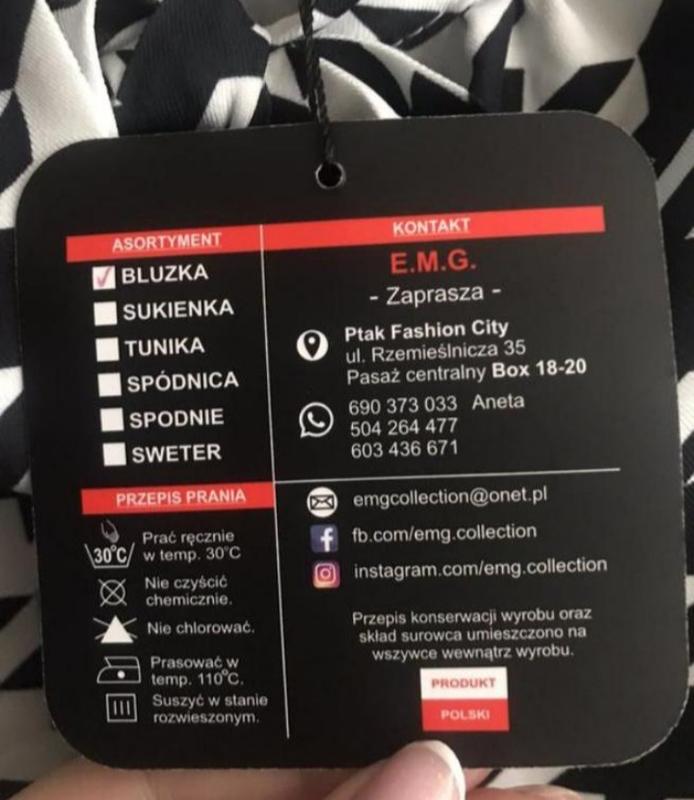 ASORTYMENT
BLUZKA
SUKIENKA
TUNIKA
SPÓDNICA
SPODNIE
SWETER
PRZEPIS PRANIA
30°C
Prać ręcznie
w temp. 30°C
Nie czyścić
chemicznie.
Nie chlorować.
Prasować w
temp. 110°C.
Suszyć w stanie
rozwieszonym.
KONTAKT
E.M.G.
- Zaprasza -
Ptak Fashion City
ul. Rzemieślnicza 35
Pasaż centralny Box 18-20
690 373 033 Aneta
504 264 477
603 436 671
emgcollection@onet.pl
fb.com/emg.collection
instagram.com/emg.collection
Przepis konserwacji wyrobu oraz
skład surowca umieszczono na
wszywce wewnątrz wyrobu.
PRODUKT
POLSKI